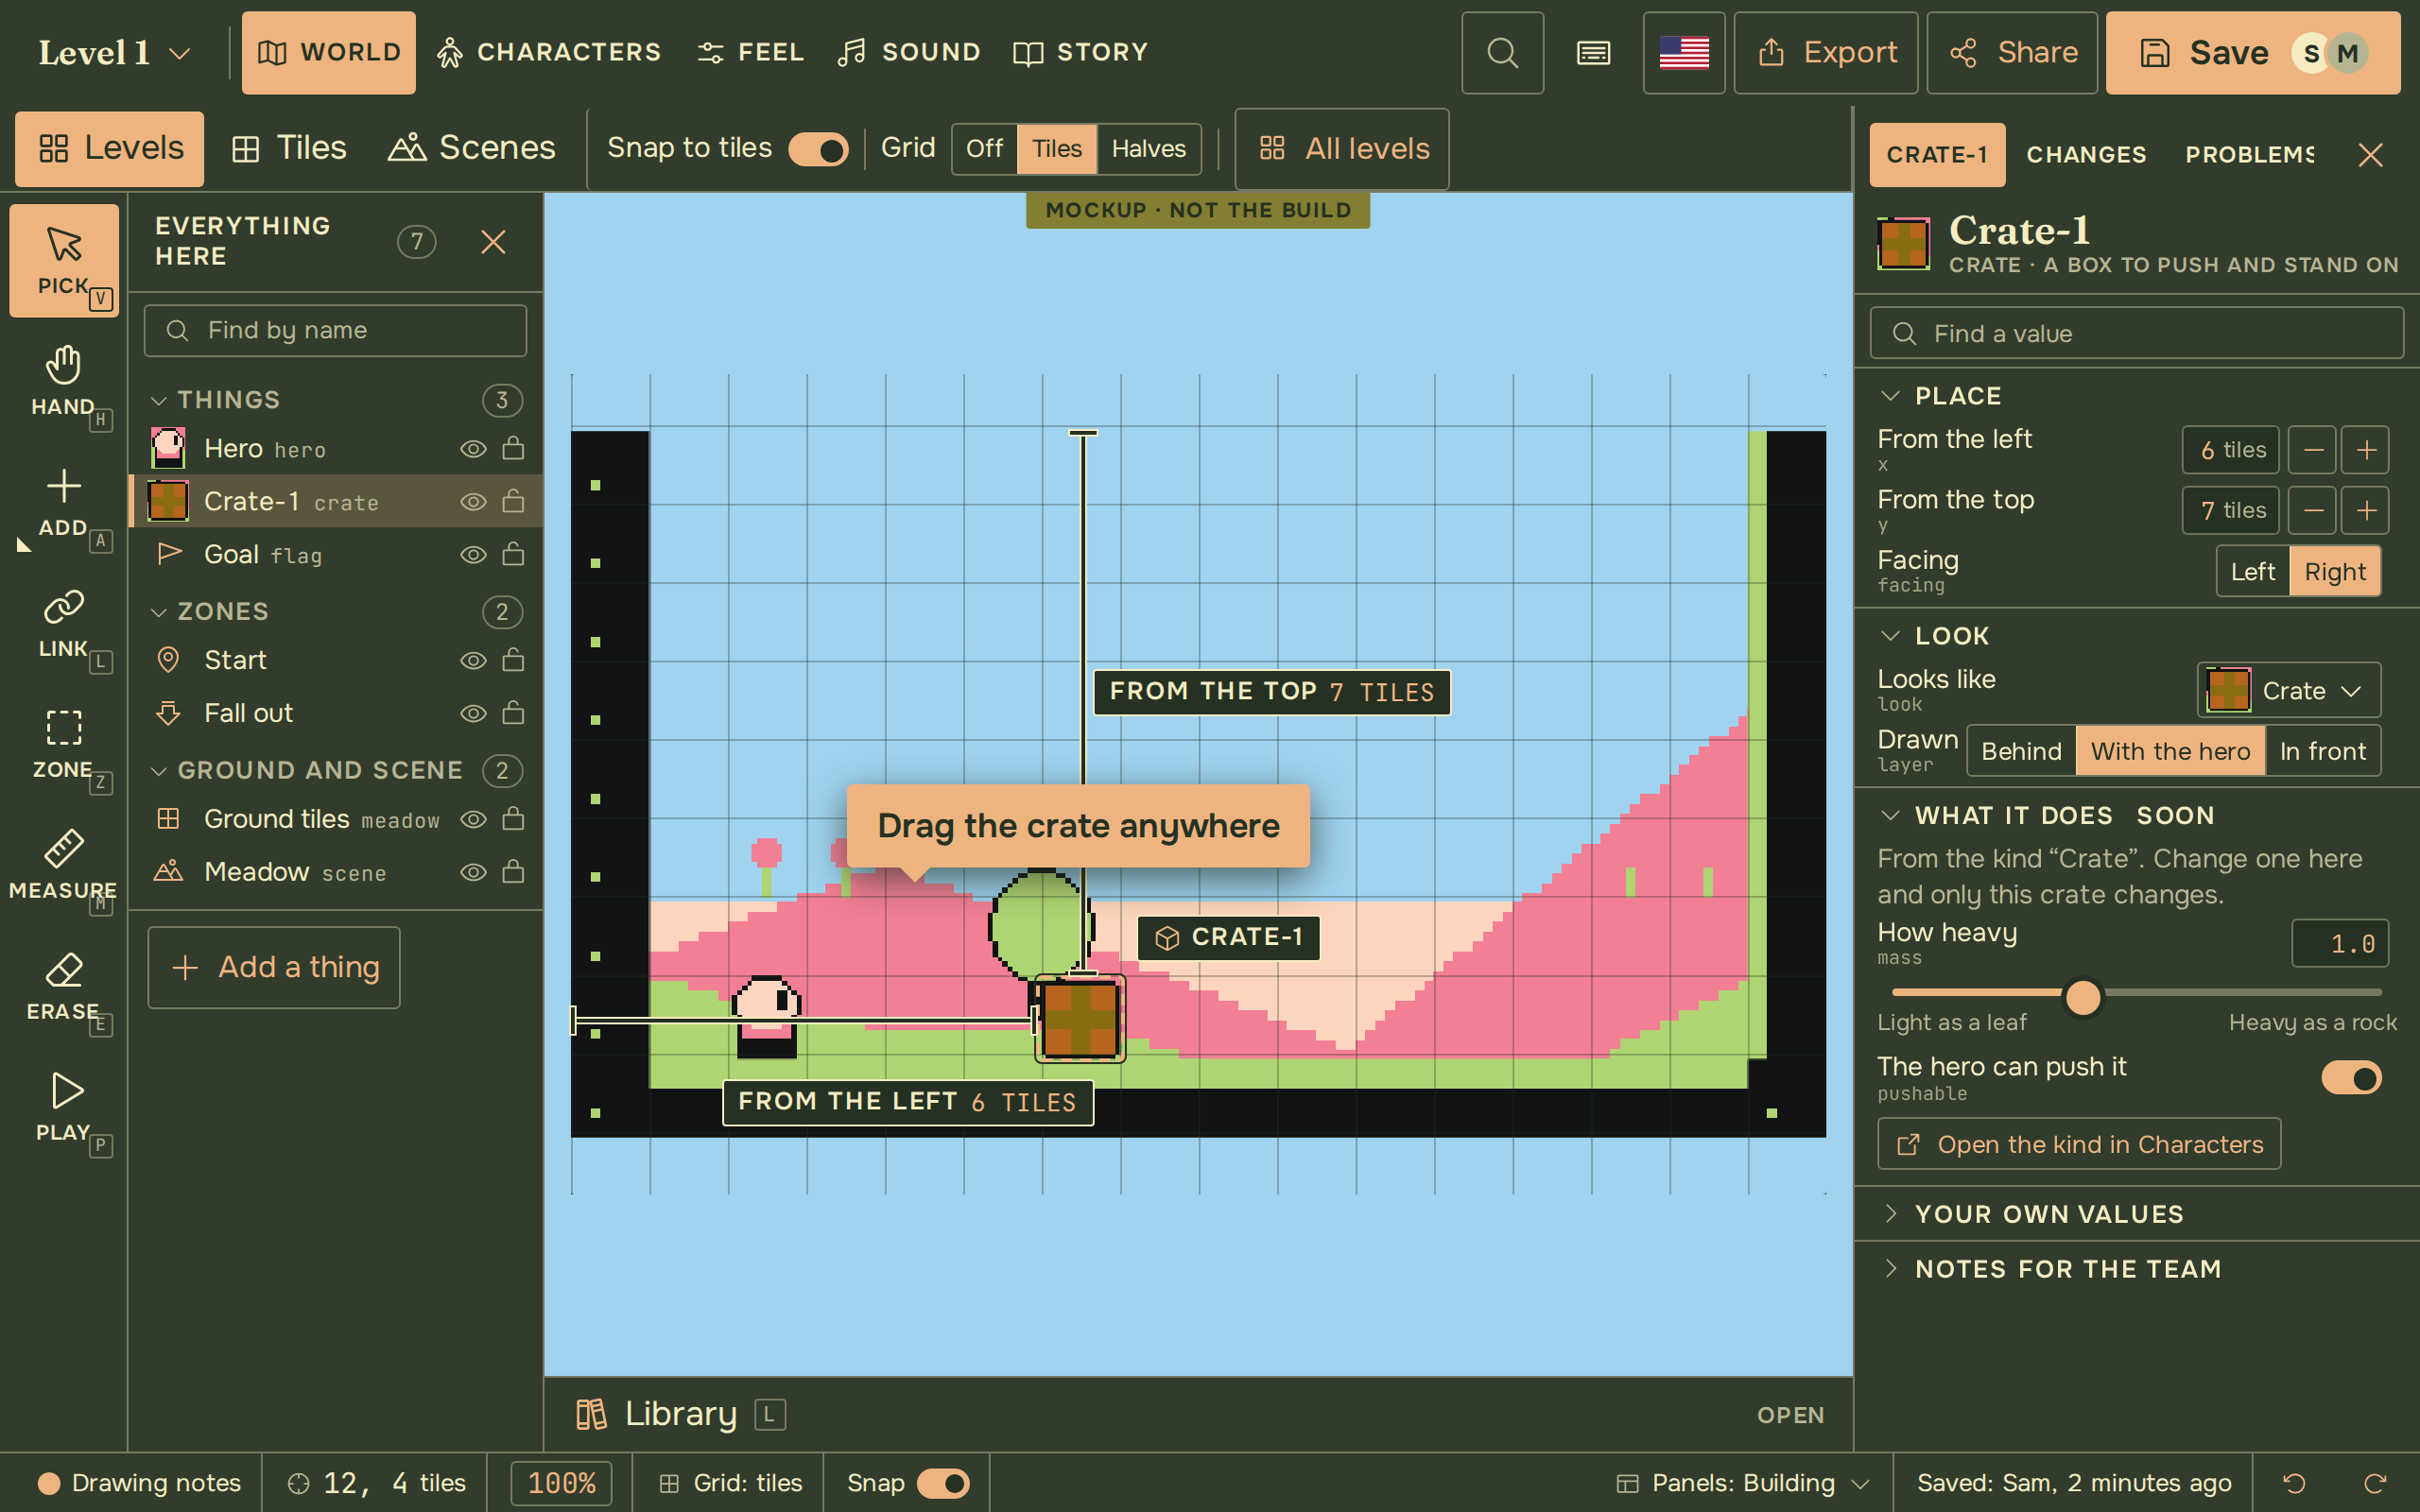 Level 1
WORLD
CHARACTERS
FEEL
SOUND
STORY
Export
Share
Save
S
M
Levels
Tiles
Scenes
Snap to tiles
Grid
Off
Tiles
Halves
All levels
CRATE-1
CHANGES
PROBLEMS
PICK
V
HAND
H
ADD
A
LINK
L
ZONE
Z
MEASURE
M
ERASE
E
PLAY
P
EVERYTHING
HERE
7
Find by name
THINGS 3
Hero hero
Crate-1 crate
Goal flag
ZONES 2
Start
Fall out
GROUND AND SCENE 2
Ground tiles meadow
Meadow scene
Add a thing
MOCKUP · NOT THE BUILD
FROM THE TOP 7 TILES
Drag the crate anywhere
CRATE-1
FROM THE LEFT 6 TILES
Library L
OPEN
Crate-1
CRATE · A BOX TO PUSH AND STAND ON
Find a value
PLACE
From the left
x
6 tiles
From the top
y
7 tiles
Facing
facing
Left
Right
LOOK
Looks like
look
Crate
Drawn
layer
Behind
With the hero
In front
WHAT IT DOES SOON
From the kind “Crate”. Change one here
and only this crate changes.
How heavy
mass
1.0
Light as a leaf
Heavy as a rock
The hero can push it
pushable
Open the kind in Characters
YOUR OWN VALUES
NOTES FOR THE TEAM
Drawing notes
12, 4 tiles
100%
Grid: tiles
Snap
Panels: Building
Saved: Sam, 2 minutes ago